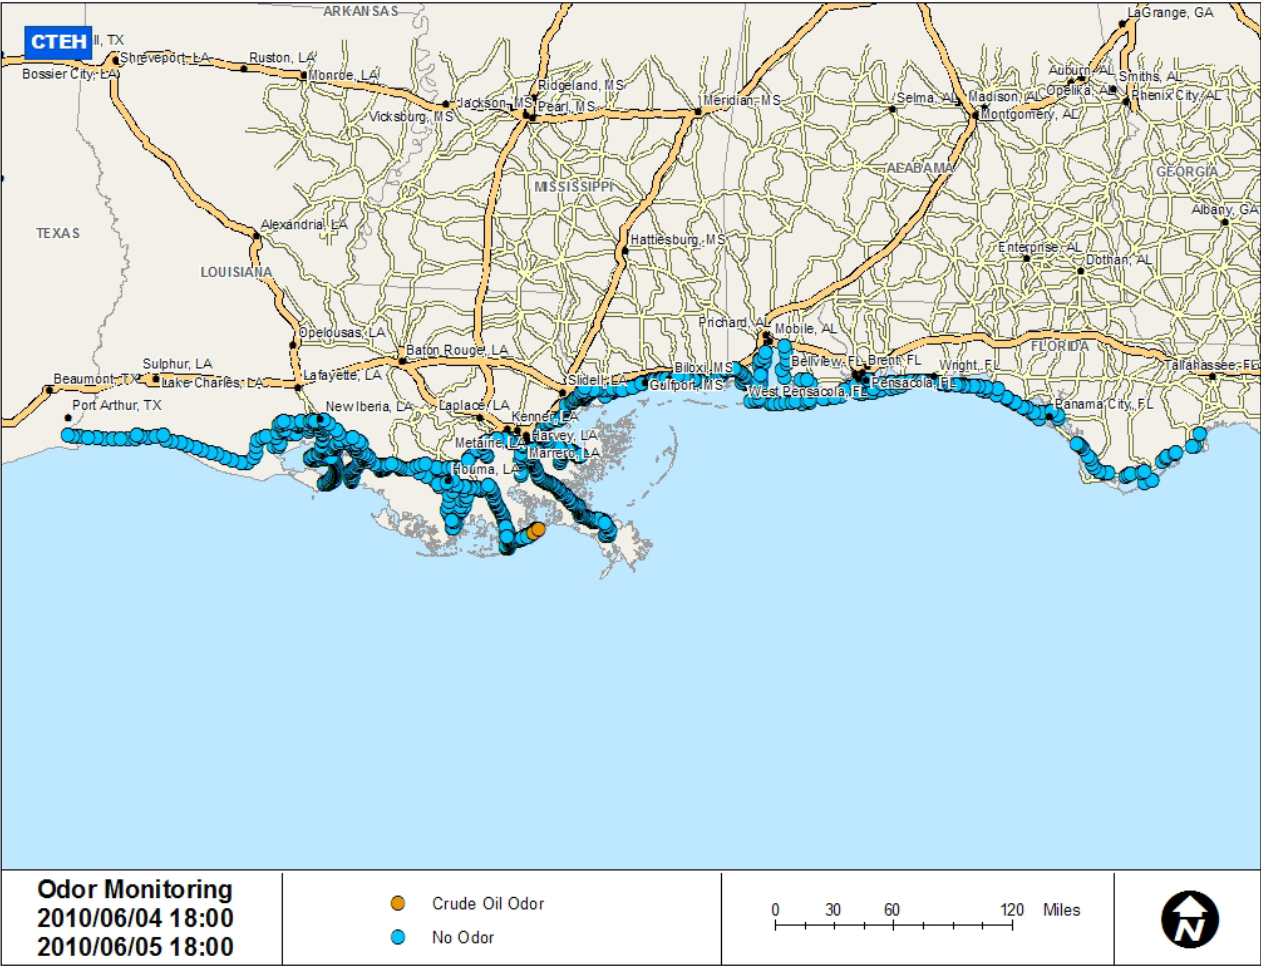 ARKANSAS
LaGrange, GA
CTEH
ll, TX
Shreveport, LA
Ruston, LA
Bossier City, LA
Monroe, LA
Auburn, AL
Smiths, AL
Ridgeland, MS
Opelika, AL
Phenix City, AL
Jackson, MS
Pearl, MS
Meridian, MS
Selma, AL
Madison, AL
Vicksburg, MS
Montgomery, AL
ALABAMA
GEORGIA
MISSISSIPPI
Albany, GA
TEXAS
Alexandria, LA
Hattiesburg, MS
Enterprise, AL
Dothan, AL
LOUISIANA
Prichard, AL
Mobile, AL
Opelousas, LA
Baton Rouge, LA
FLORIDA
Sulphur, LA
Bellview, FL
Brent, FL
Wright, FL
Tallahassee, FL
Beaumont, TX
Lake Charles, LA
Lafayette, LA
Slidell, LA
Biloxi, MS
Gulfport, MS
Pensacola, FL
West Pensacola, FL
Port Arthur, TX
New Iberia, LA
Laplace, LA
Kenner, LA
Panama City, FL
Metairie, LA
Harvey, LA
Marrero, LA
Houma, LA
Odor Monitoring
2010/06/04 18:00
2010/06/05 18:00
Crude Oil Odor
No Odor
0 30 60 120 Miles
N